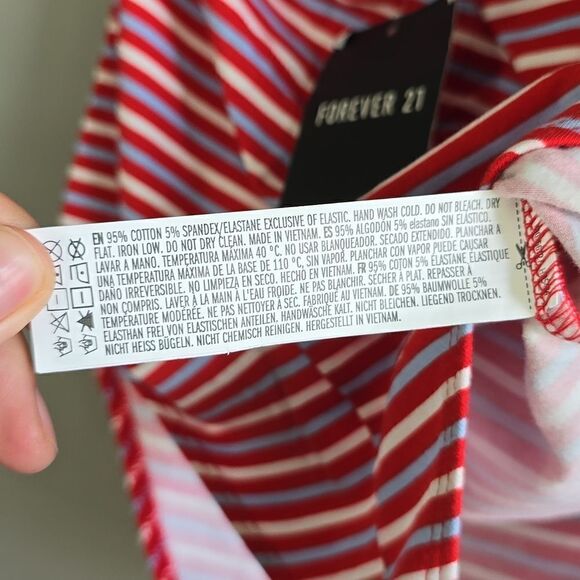 FOREVER 21
EN 95% COTTON 5% SPANDEX/ELASTANE EXCLUSIVE OF ELASTIC. HAND WASH COLD. DO NOT BLEACH. DRY
FLAT. IRON LOW. DO NOT DRY CLEAN. MADE IN VIETNAM. ES 95% ALGODÓN 5% elastano SIN ELÁSTICO.
LAVAR A MANO. TEMPERATURA MÁXIMA 40 °C. NO USAR BLANQUEADOR. SECADO EXTENDIDO. PLANCHAR A
UNA TEMPERATURA MÁXIMA DE LA BASE DE 110 °C, SIN VAPOR. PLANCHAR CON VAPOR PUEDE CAUSAR
DAÑO IRREVERSIBLE. NO LIMPIEZA EN SECO. HECHO EN VIETNAM. FR 95% COTON 5% ELASTANE ELASTIQUE
NON COMPRIS. LAVER À LA MAIN À L'EAU FROIDE. NE PAS BLANCHIR. SÉCHER À PLAT. REPASSER À
TEMPÉRATURE MODÉRÉE. NE PAS NETTOYER À SEC. FABRIQUÉ AU VIETNAM. DE 95% BAUMWOLLE 5%
ELASTHAN FREI VON ELASTISCHEN ANTEILEN. HANDWÄSCHE KALT. NICHT BLEICHEN. LIEGEND TROCKNEN.
NICHT HEISS BÜGELN. NICHT CHEMISCH REINIGEN. HERGESTELLT IN VIETNAM.